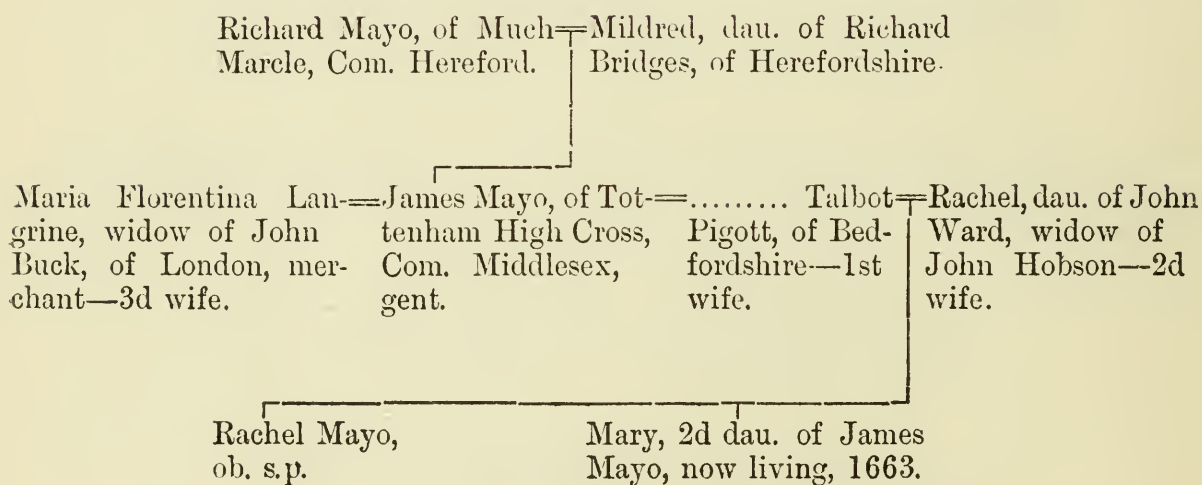 Richard Mayo, of Much
Marcle, Com. Hereford.
Mildred, dau. of Richard
Bridges, of Herefordshire.
Maria Florentina Lan-
grine, widow of John
Buck, of London, mer-
chant—3d wife.
James Mayo, of Tot-
tenham High Cross,
Com. Middlesex,
gent.
......... Talbot
Pigott, of Bed-
fordshire—1st
wife.
Rachel, dau. of John
Ward, widow of
John Hobson—2d
wife.
Rachel Mayo,
ob. s.p.
Mary, 2d dau. of James
Mayo, now living, 1663.